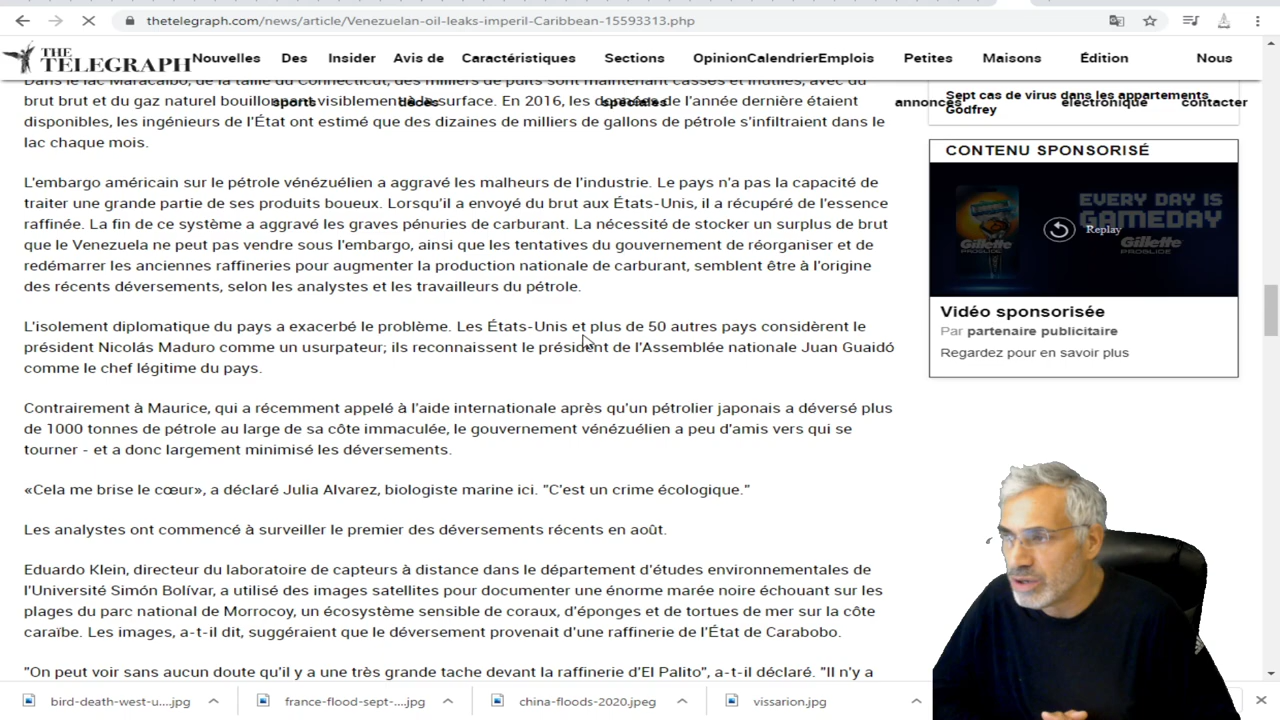 thetelegraph.com/news/article/Venezuelan-oil-leaks-imperil-Caribbean-15593313.php
THE
TELEGRAPH
Nouvelles Des Insider Avis de Caractéristiques Sections OpinionCalendrierEmplois Petites Maisons Édition Nous
sports décès spéciales annonces électronique contacter
Dans le lac Maracaibo, de la taille du Connecticut, des milliers de puits sont maintenant cassés et inutiles, avec du
brut brut et du gaz naturel bouillonnant visiblement à la surface. En 2016, les données de l'année dernière étaient
disponibles, les ingénieurs de l'État ont estimé que des dizaines de milliers de gallons de pétrole s'infiltraient dans le
lac chaque mois.
L'embargo américain sur le pétrole vénézuélien a aggravé les malheurs de l'industrie. Le pays n'a pas la capacité de
traiter une grande partie de ses produits boueux. Lorsqu'il a envoyé du brut aux États-Unis, il a récupéré de l'essence
raffinée. La fin de ce système a aggravé les graves pénuries de carburant. La nécessité de stocker un surplus de brut
que le Venezuela ne peut pas vendre sous l'embargo, ainsi que les tentatives du gouvernement de réorganiser et de
redémarrer les anciennes raffineries pour augmenter la production nationale de carburant, semblent être à l'origine
des récents déversements, selon les analystes et les travailleurs du pétrole.
L'isolement diplomatique du pays a exacerbé le problème. Les États-Unis et plus de 50 autres pays considèrent le
président Nicolás Maduro comme un usurpateur; ils reconnaissent le président de l'Assemblée nationale Juan Guaidó
comme le chef légitime du pays.
Contrairement à Maurice, qui a récemment appelé à l'aide internationale après qu'un pétrolier japonais a déversé plus
de 1000 tonnes de pétrole au large de sa côte immaculée, le gouvernement vénézuélien a peu d'amis vers qui se
tourner - et a donc largement minimisé les déversements.
«Cela me brise le cœur», a déclaré Julia Alvarez, biologiste marine ici. "C'est un crime écologique."
Les analystes ont commencé à surveiller le premier des déversements récents en août.
Eduardo Klein, directeur du laboratoire de capteurs à distance dans le département d'études environnementales de
l'Université Simón Bolívar, a utilisé des images satellites pour documenter une énorme marée noire échouant sur les
plages du parc national de Morrocoy, un écosystème sensible de coraux, d'éponges et de tortues de mer sur la côte
caraïbe. Les images, a-t-il dit, suggéraient que le déversement provenait d'une raffinerie de l'État de Carabobo.
"On peut voir sans aucun doute qu'il y a une très grande tache devant la raffinerie d'El Palito", a-t-il déclaré. "Il n'y a
Sept cas de virus dans les appartements
Godfrey
CONTENU SPONSORISÉ
EVERY DAY IS
GAMEDAY
Replay
Gillette
PROGLIDE
Gillette
PROGLIDE
Vidéo sponsorisée
Par partenaire publicitaire
Regardez pour en savoir plus
bird-death-west-u....jpg
france-flood-sept-....jpg
china-floods-2020.jpeg
vissarion.jpg